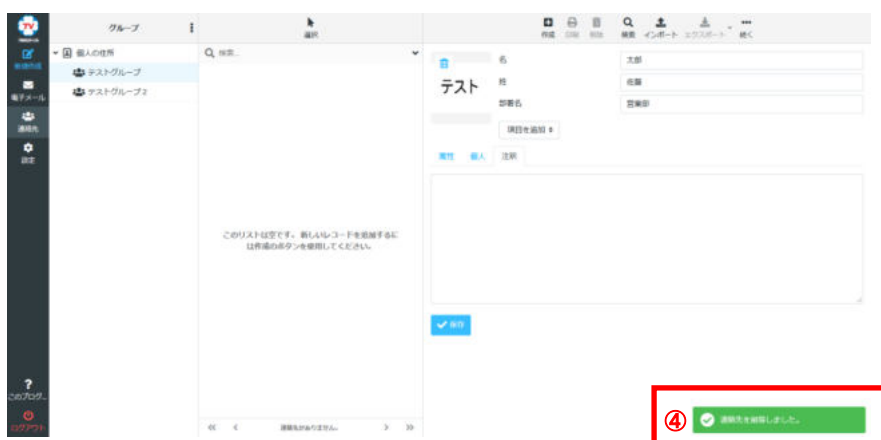 TV
グループ
選択
作成
印刷
削除
検索
インポート
エクスポート
続く
新規作成
電子メール
連絡先
設定
個人の住所
テストグループ
テストグループ2
検索...
このリストは空です。新しいレコードを追加するに
は作成のボタンを使用してください。
連絡先がありません。
テスト
名
太郎
姓
佐藤
部署名
営業部
項目を追加
属性
個人
注釈
保存
このプログ...
ログアウト
④
連絡先を削除しました。